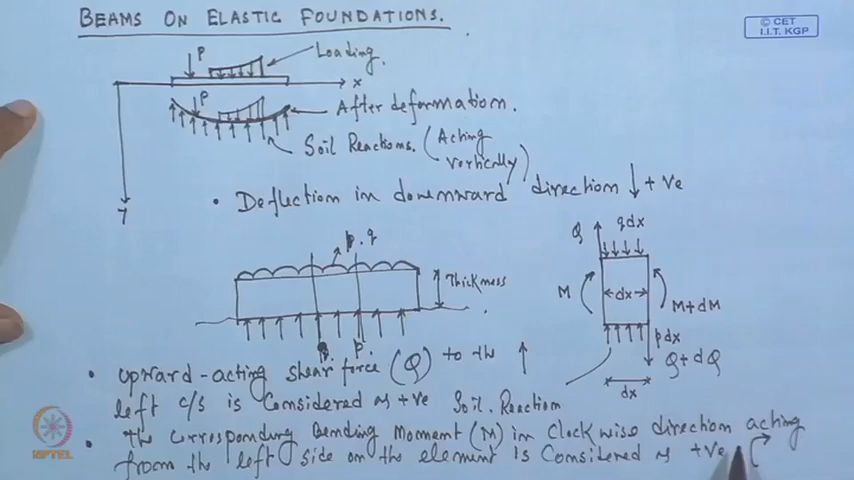 BEAMS ON ELASTIC FOUNDATIONS.
© CET
I.I.T. KGP
P
Loading.
x
P
After deformation.
Soil Reactions. (Acting vertically)
y
• Deflection in downward direction ↓ +ve
q
Q
qdx
Thickness
M
dx
M+dM
p
pdx
Q+dQ
dx
• Upward-acting shear force (Q) to the ↑
left c/s is Considered as +ve
Soil Reaction
• the corrosponding bending Moment (M) in clockwise direction acting
from the left side on the element is Considered as +ve
NPTEL